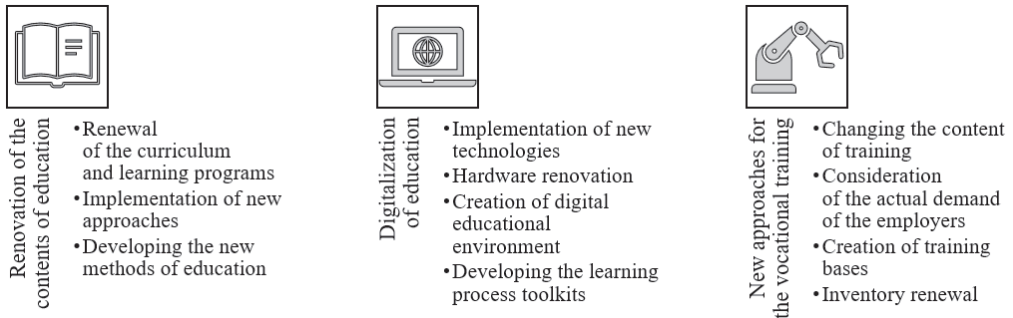 Renovation of the
contents of education
•Renewal
of the curriculum
and learning programs
•Implementation of new
approaches
•Developing the new
methods of education
Digitalization
of education
•Implementation of new
technologies
•Hardware renovation
•Creation of digital
educational
environment
•Developing the learning
process toolkits
New approaches for
the vocational training
•Changing the content
of training
•Consideration
of the actual demand
of the employers
•Creation of training
bases
•Inventory renewal